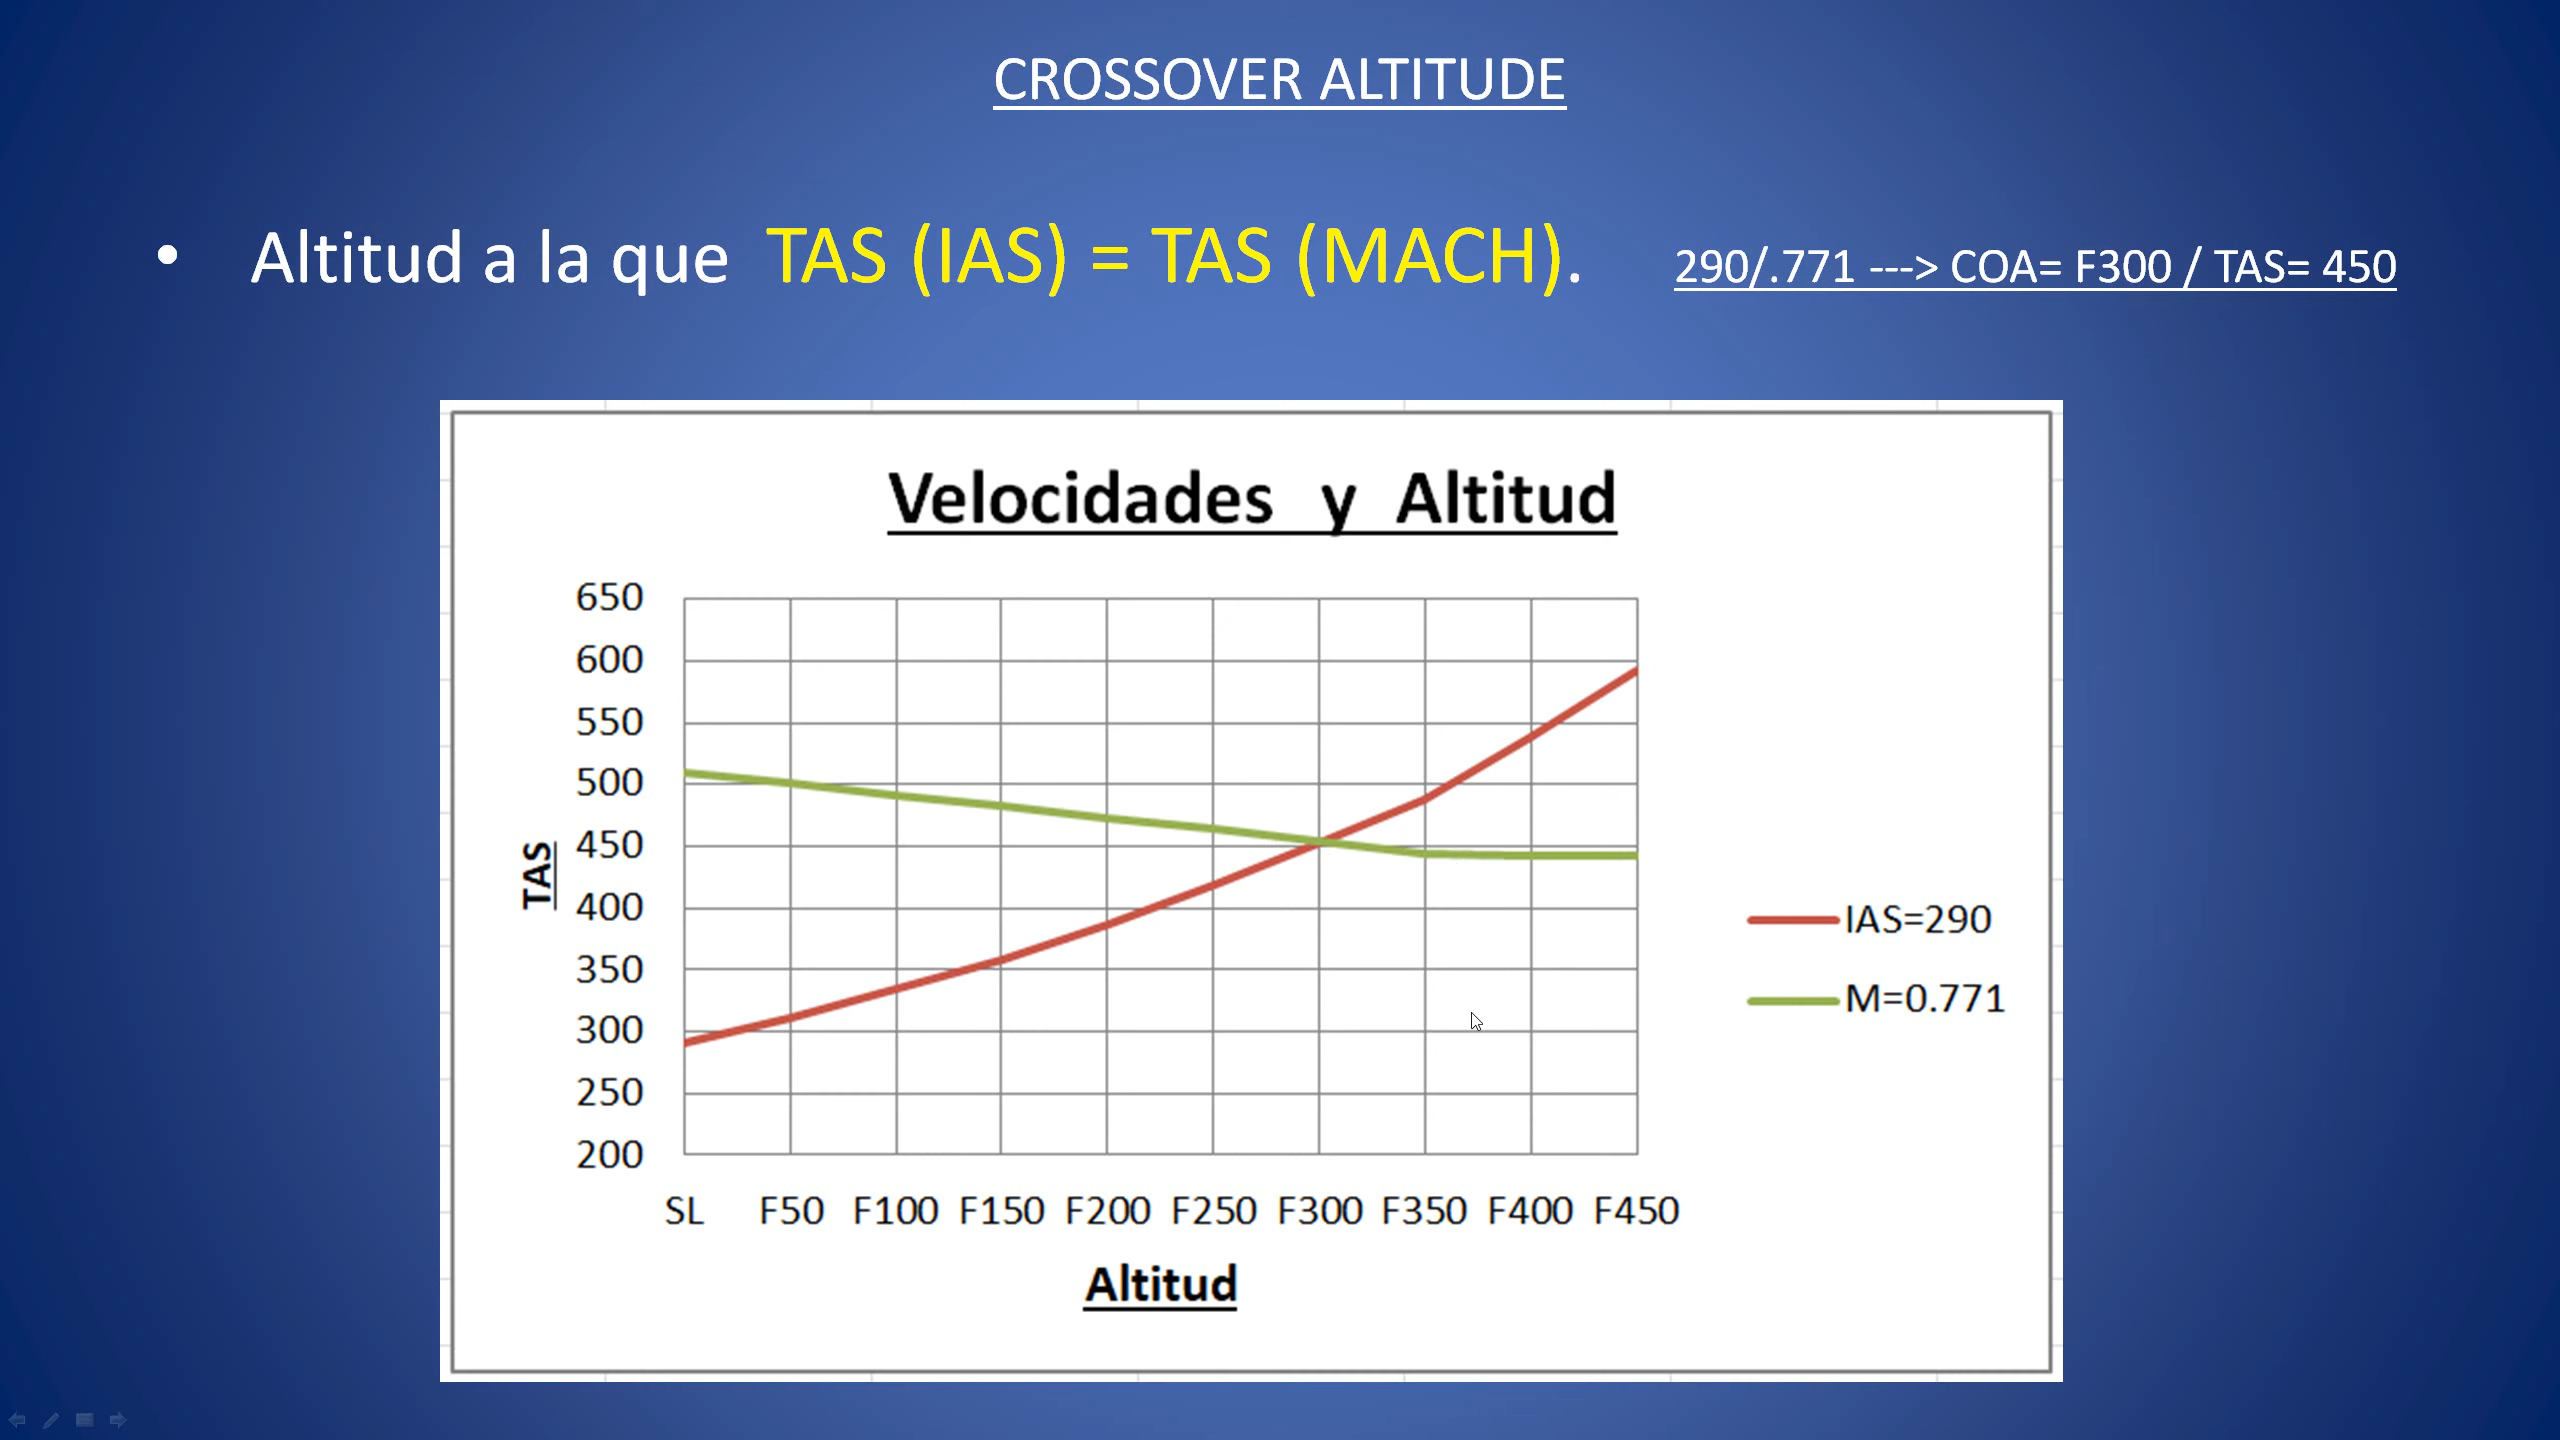 CROSSOVER ALTITUDE
• Altitud a la que TAS (IAS) = TAS (MACH). 290/.771 ---> COA= F300 / TAS= 450
Velocidades y Altitud
650
600
550
500
450
400
350
300
250
200
TAS
SL F50 F100 F150 F200 F250 F300 F350 F400 F450
Altitud
IAS=290
M=0.771